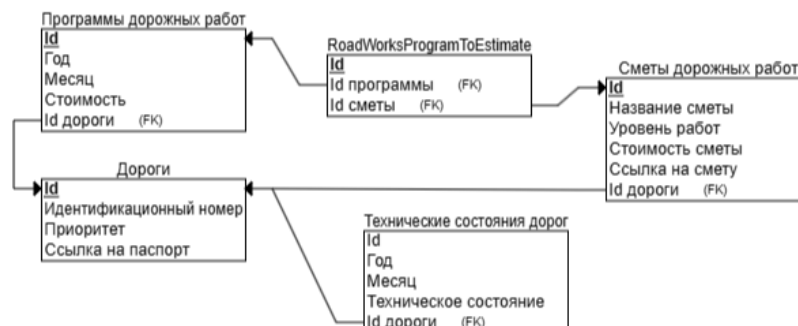 Программы дорожных работ
Id
Год
Месяц
Стоимость
Id дороги (FK)
RoadWorksProgramToEstimate
Id
Id программы (FK)
Id сметы (FK)
Сметы дорожных работ
Id
Название сметы
Уровень работ
Стоимость сметы
Ссылка на смету
Id дороги (FK)
Дороги
Id
Идентификационный номер
Приоритет
Ссылка на паспорт
Технические состояния дорог
Id
Год
Месяц
Техническое состояние
Id дороги (FK)